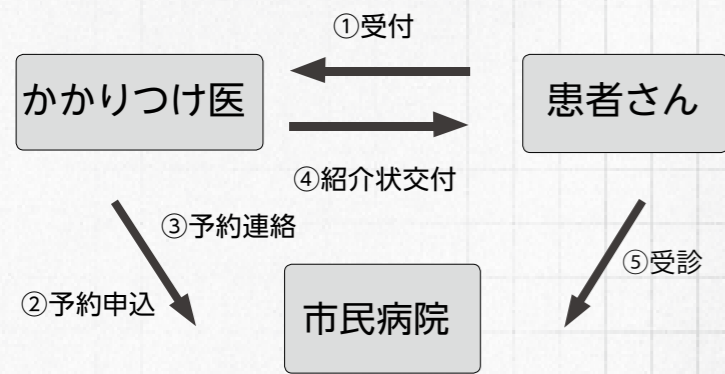 ①受付
かかりつけ医
患者さん
④紹介状交付
③予約連絡
⑤受診
②予約申込
市民病院